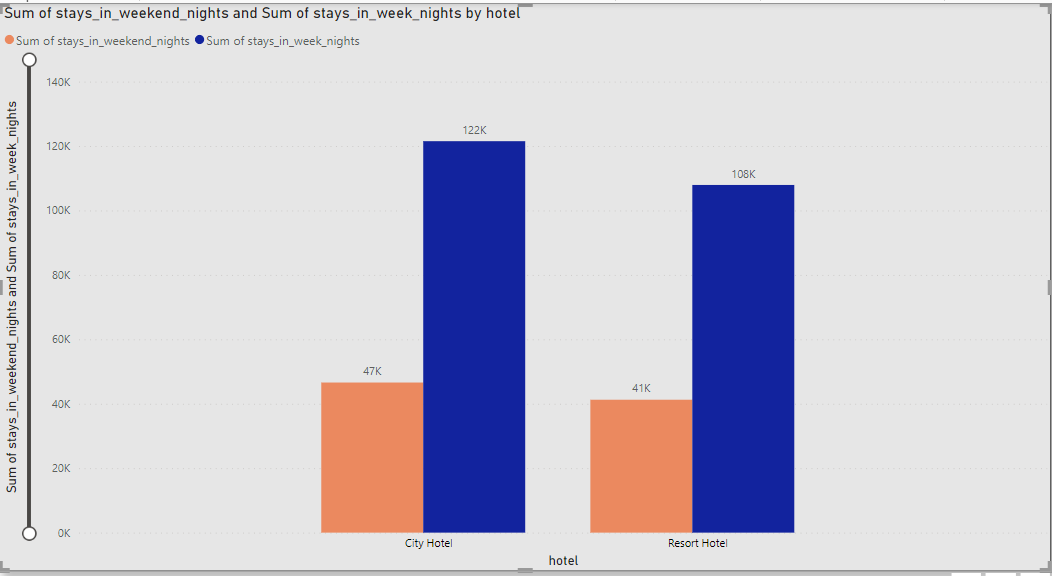 Sum of stays_in_weekend_nights and Sum of stays_in_week_nights by hotel
Sum of stays_in_weekend_nights Sum of stays_in_week_nights
Sum of stays_in_weekend_nights and Sum of stays_in_week_nights
140K
120K
100K
80K
60K
40K
20K
0K
47K
122K
41K
108K
City Hotel
Resort Hotel
hotel